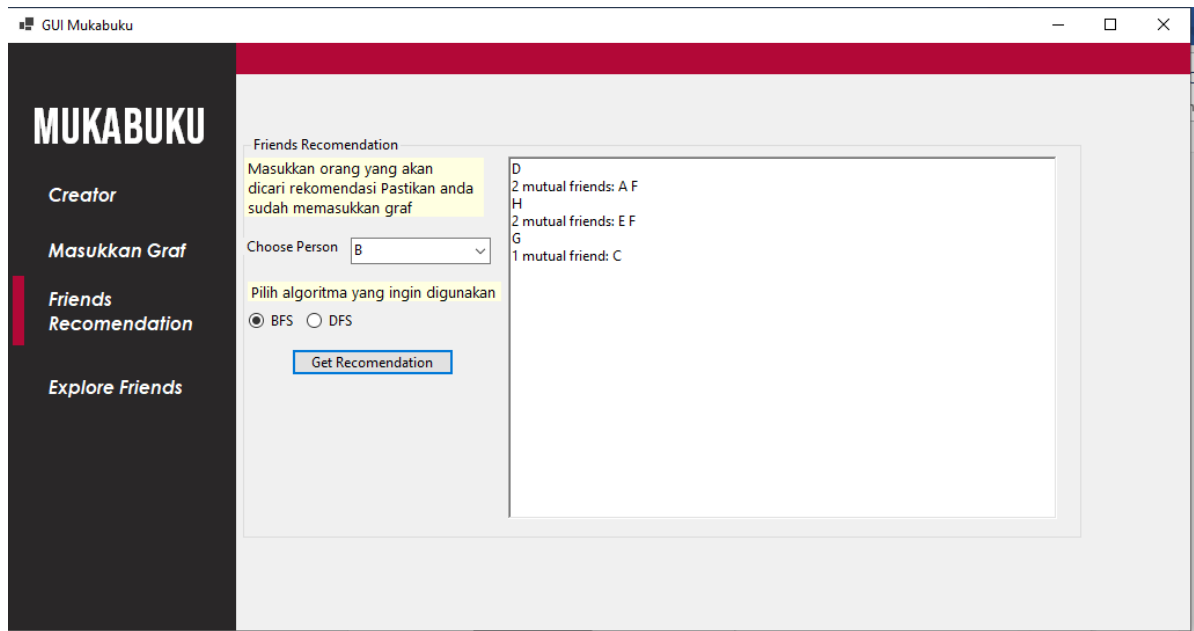 GUI Mukabuku
MUKABUKU
Creator
Masukkan Graf
Friends
Recomendation
Explore Friends
Friends Recomendation
Masukkan orang yang akan
dicari rekomendasi Pastikan anda
sudah memasukkan graf
Choose Person
B
Pilih algoritma yang ingin digunakan
BFS
DFS
Get Recomendation
D
2 mutual friends: A F
H
2 mutual friends: E F
G
1 mutual friend: C